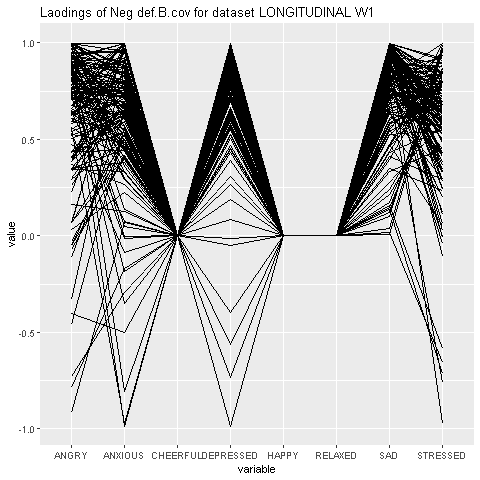 Laodings of Neg def.B.cov for dataset LONGITUDINAL W1
1.0
0.5
0.0
-0.5
-1.0
value
ANGRY ANXIOUS CHEERFULDEPRESSED HAPPY RELAXED SAD STRESSED
variable